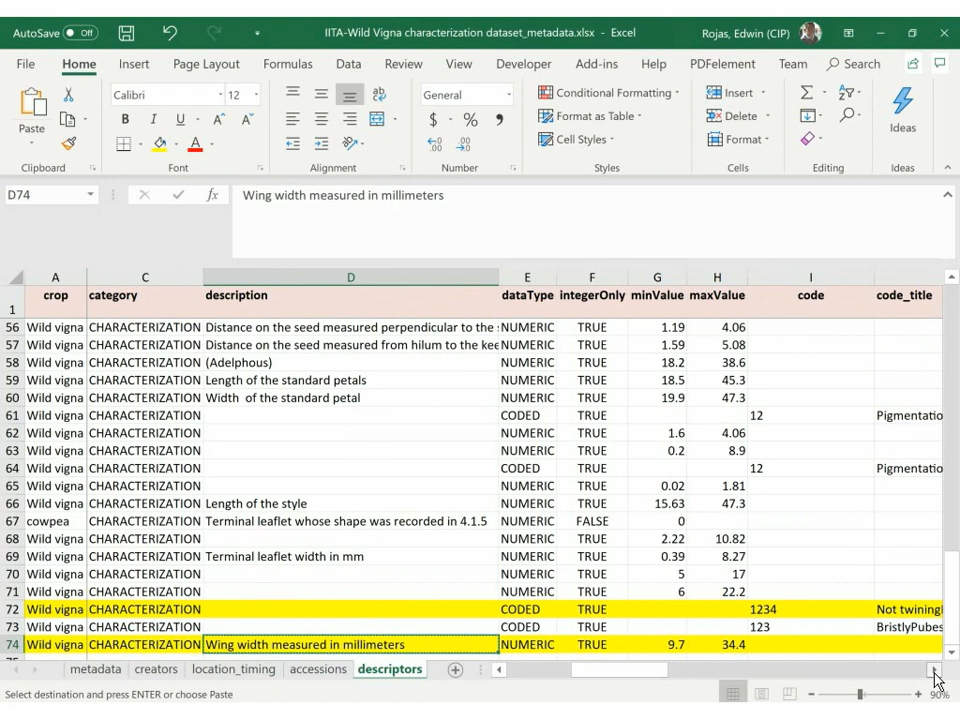 AutoSave Off IITA-Wild Vigna characterization dataset_metadata.xlsx - Excel Rojas, Edwin (CIP)
File Home Insert Page Layout Formulas Data Review View Developer Add-ins Help PDFelement Team Search
Calibri 12 ab General Conditional Formatting Insert
Paste B I U A A $ % Format as Table Delete Ideas
A Cell Styles Format
Clipboard Font Alignment Number Styles Cells Editing Ideas
D74 fx Wing width measured in millimeters
A C D E F G H I
1 crop category description dataType integerOnly minValue maxValue code code_title
56 Wild vigna CHARACTERIZATION Distance on the seed measured perpendicular to the NUMERIC TRUE 1.19 4.06
57 Wild vigna CHARACTERIZATION Distance on the seed measured from hilum to the kee NUMERIC TRUE 1.59 5.08
58 Wild vigna CHARACTERIZATION (Adelphous) NUMERIC TRUE 18.2 38.6
59 Wild vigna CHARACTERIZATION Length of the standard petals NUMERIC TRUE 18.5 45.3
60 Wild vigna CHARACTERIZATION Width of the standard petal NUMERIC TRUE 19.9 47.3
61 Wild vigna CHARACTERIZATION CODED TRUE 12 Pigmentatio
62 Wild vigna CHARACTERIZATION NUMERIC TRUE 1.6 4.06
63 Wild vigna CHARACTERIZATION NUMERIC TRUE 0.2 8.9
64 Wild vigna CHARACTERIZATION CODED TRUE 12 Pigmentatio
65 Wild vigna CHARACTERIZATION NUMERIC TRUE 0.02 1.81
66 Wild vigna CHARACTERIZATION Length of the style NUMERIC TRUE 15.63 47.3
67 cowpea CHARACTERIZATION Terminal leaflet whose shape was recorded in 4.1.5 NUMERIC FALSE 0
68 Wild vigna CHARACTERIZATION NUMERIC TRUE 2.22 10.82
69 Wild vigna CHARACTERIZATION Terminal leaflet width in mm NUMERIC TRUE 0.39 8.27
70 Wild vigna CHARACTERIZATION NUMERIC TRUE 5 17
71 Wild vigna CHARACTERIZATION NUMERIC TRUE 6 22.2
72 Wild vigna CHARACTERIZATION CODED TRUE 1234 Not twining
73 Wild vigna CHARACTERIZATION CODED TRUE 123 BristlyPubes
74 Wild vigna CHARACTERIZATION Wing width measured in millimeters NUMERIC TRUE 9.7 34.4
metadata creators location_timing accessions descriptors
Select destination and press ENTER or choose Paste 90%